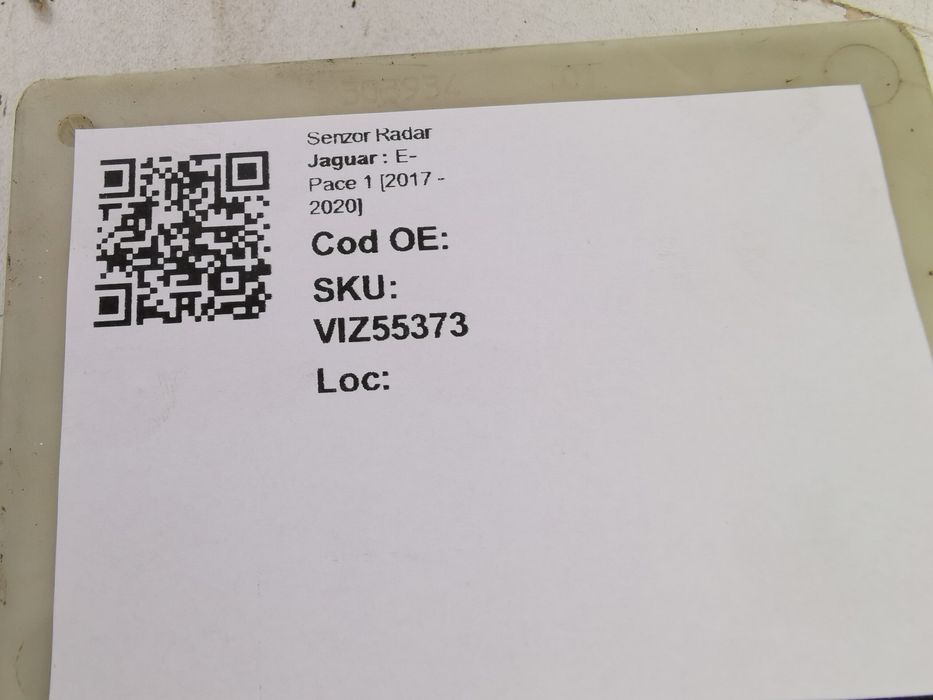 Senzor Radar
Jaguar : E-
Pace 1 [2017 -
2020]
Cod OE:
SKU:
VIZ55373
Loc: